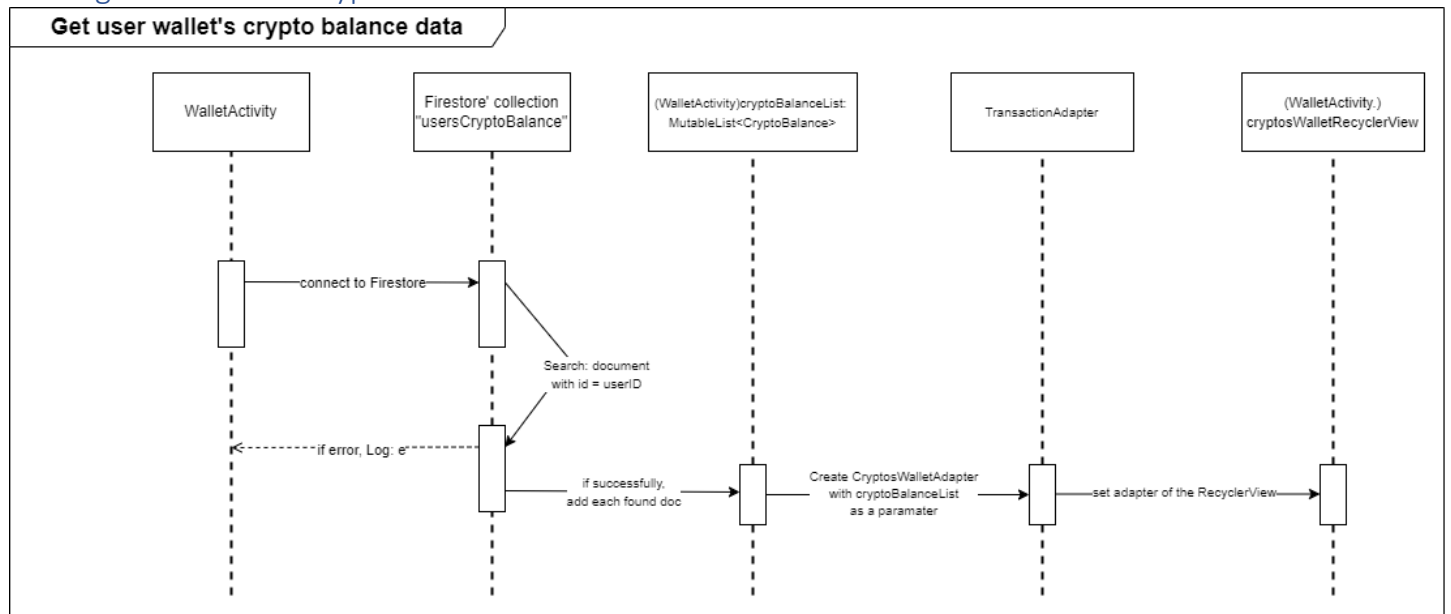 Get user wallet's crypto balance data
WalletActivity
Firestore' collection
"usersCryptoBalance"
(WalletActivity)cryptoBalanceList:
MutableList<CryptoBalance>
TransactionAdapter
(WalletActivity.)
cryptosWalletRecyclerView
connect to Firestore
Search: document
with id = userID
if error, Log: e
if successfully,
add each found doc
Create CryptosWalletAdapter
with cryptoBalanceList
as a paramater
set adapter of the RecyclerView